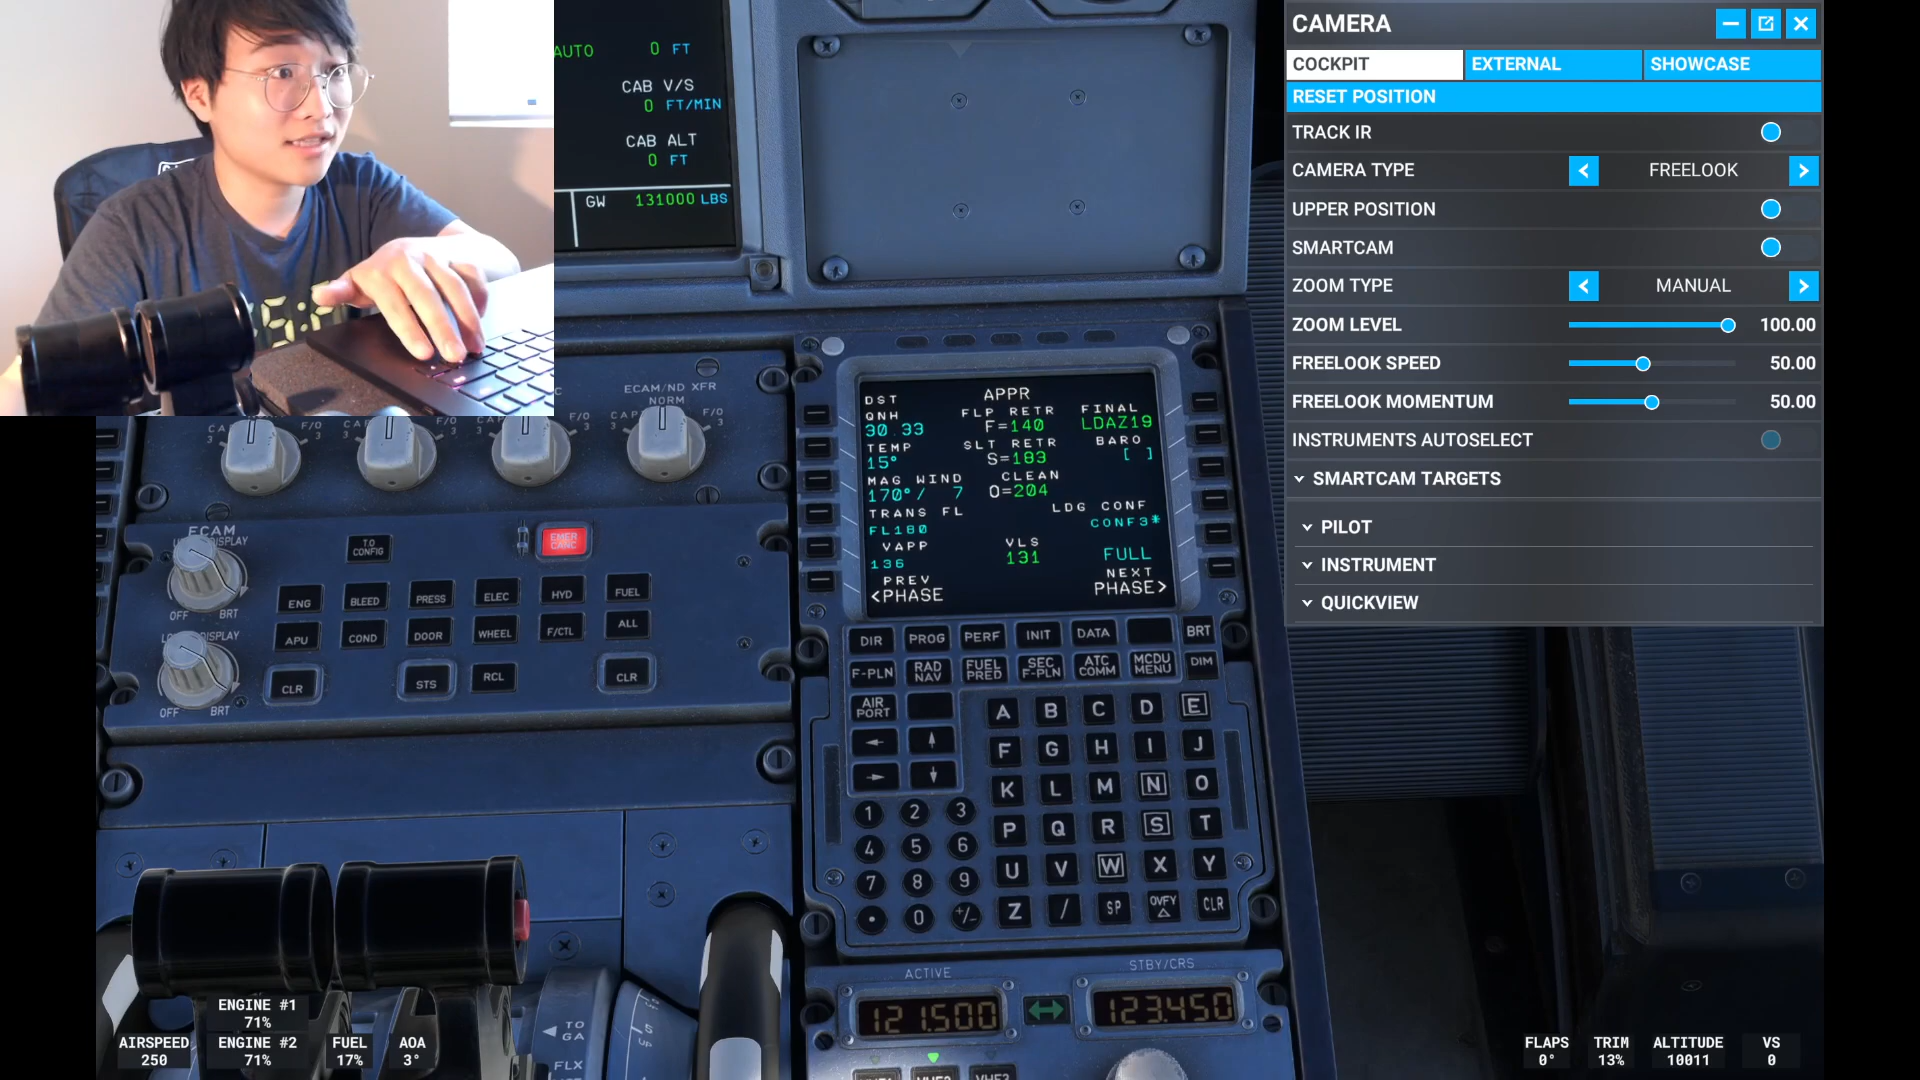 AUTO 0 FT
CAB V/S
0 FT/MIN
CAB ALT
0 FT
GW 131000 LBS
CAMERA
COCKPIT EXTERNAL SHOWCASE
RESET POSITION
TRACK IR
CAMERA TYPE FREELOOK
UPPER POSITION
SMARTCAM
ZOOM TYPE MANUAL
ZOOM LEVEL 100.00
FREELOOK SPEED 50.00
FREELOOK MOMENTUM 50.00
INSTRUMENTS AUTOSELECT
SMARTCAM TARGETS
PILOT
INSTRUMENT
QUICKVIEW
ECAM/ND XFR
NORM
F/O
3
F/O
3
ECAM
DISPLAY
OFF BRT
DISPLAY
OFF BRT
T.O
CONFIG
EMER
CANC
ENG BLEED PRESS ELEC HYD FUEL
APU COND DOOR WHEEL F/CTL ALL
CLR STS RCL CLR
DST APPR
QNH FLP RETR FINAL
30.33 F=140 LDAZ19
TEMP SLT RETR BARO
15° S=183 [ ]
MAG WIND CLEAN
170°/ 7 O=204
TRANS FL LDG CONF
FL180 CONF3*
VAPP VLS
136 131 FULL
PREV NEXT
<PHASE PHASE>
DIR PROG PERF INIT DATA BRT
F-PLN RAD NAV FUEL PRED SEC F-PLN ATC COMM MCDU MENU DIM
AIR PORT
A B C D E
F G H I J
K L M N O
P Q R S T
U V W X Y
Z / SP OVFY CLR
1 2 3
4 5 6
7 8 9
. 0 +/-
ACTIVE STBY/CRS
121.500 123.450
TO
GA
FLX
ENGINE #1
71%
AIRSPEED ENGINE #2 FUEL AOA
250 71% 17% 3°
FLAPS TRIM ALTITUDE VS
0° 13% 10011 0